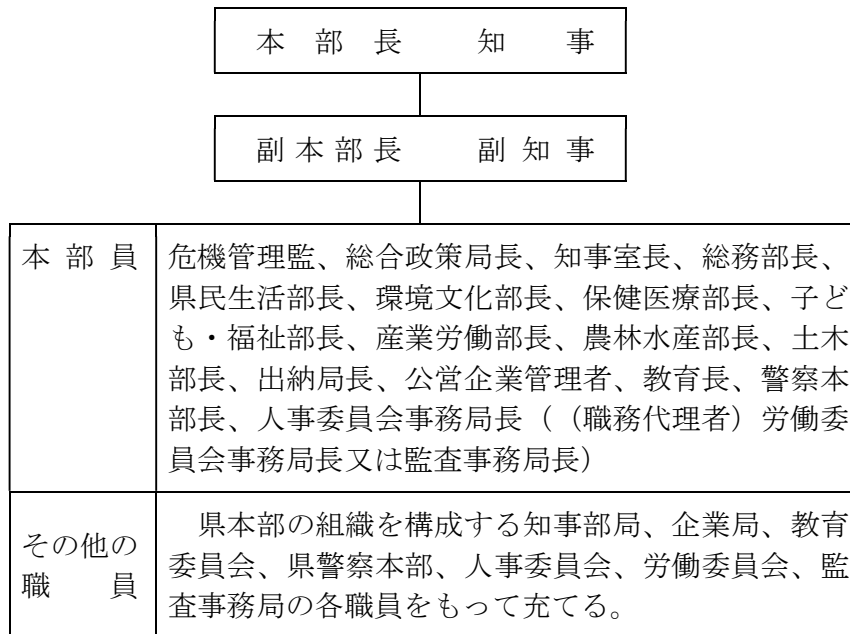 本部長 知事
副本部長 副知事
本部員
危機管理監、総合政策局長、知事室長、総務部長、
県民生活部長、環境文化部長、保健医療部長、子ど
も・福祉部長、産業労働部長、農林水産部長、土木
部長、出納局長、公営企業管理者、教育長、警察本
部長、人事委員会事務局長（（職務代理者）労働委
員会事務局長又は監査事務局長）
その他の
職員
県本部の組織を構成する知事部局、企業局、教育
委員会、県警察本部、人事委員会、労働委員会、監
査事務局の各職員をもって充てる。